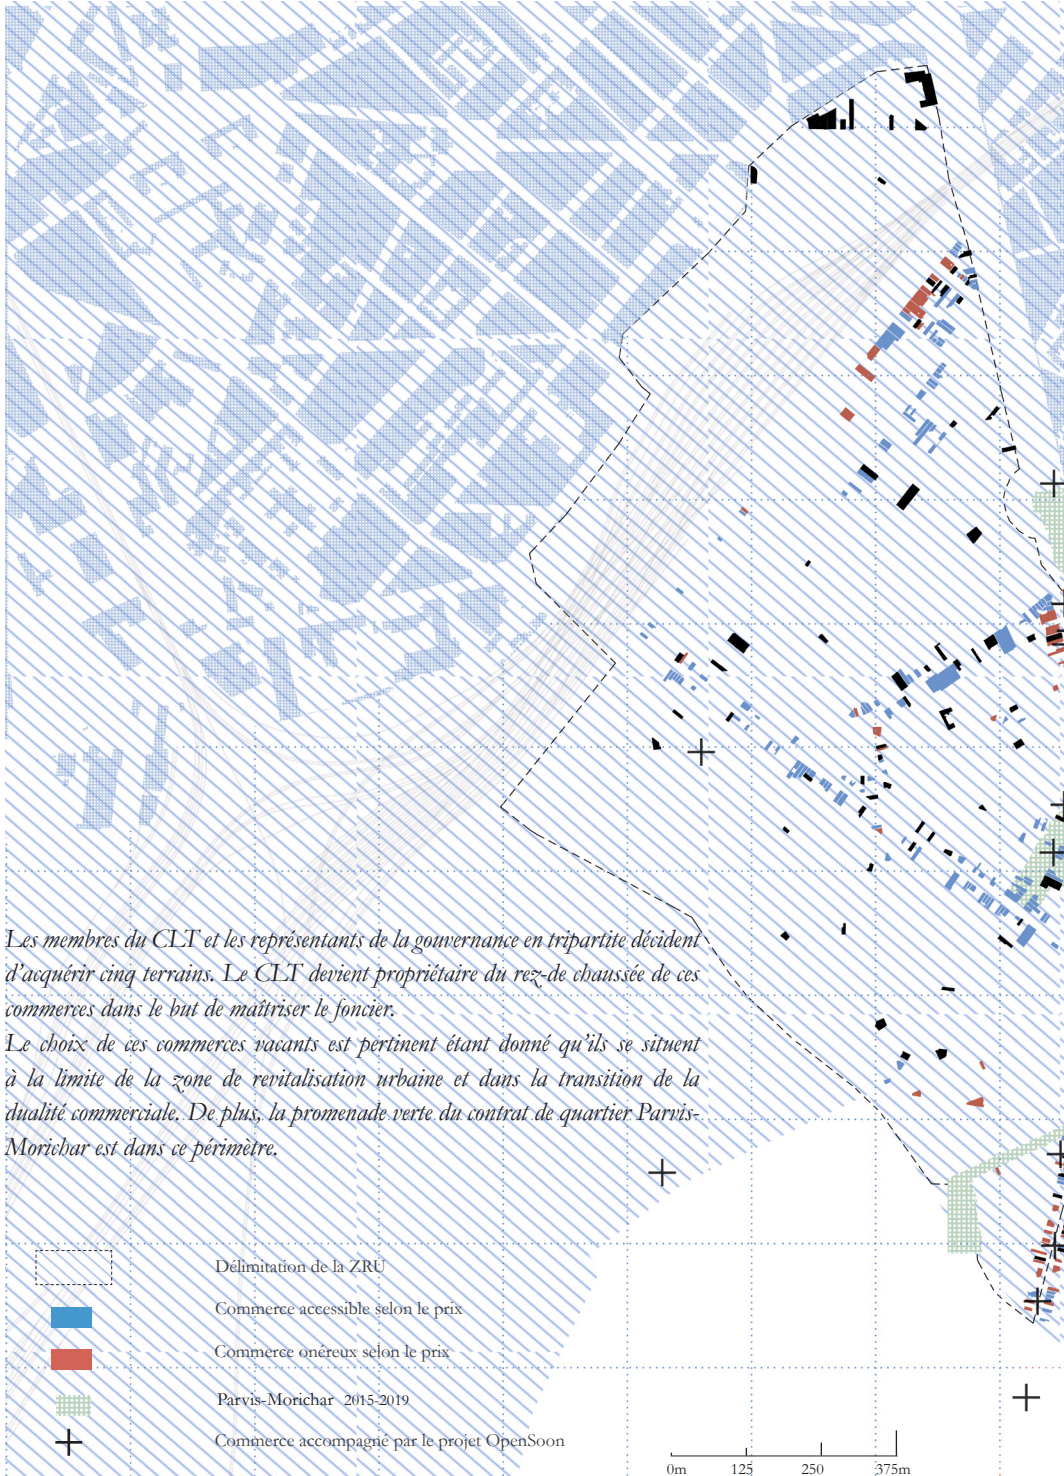 Les membres du CLT et les représentants de la gouvernance en tripartite décident
d'acquérir cinq terrains. Le CLT devient propriétaire du rez-de chaussée de ces
commerces dans le but de maîtriser le foncier.
Le choix de ces commerces vacants est pertinent étant donné qu'ils se situent
à la limite de la zone de revitalisation urbaine et dans la transition de la
dualité commerciale. De plus, la promenade verte du contrat de quartier Parvis-
Morichar est dans ce périmètre.
Délimitation de la ZRU
Commerce accessible selon le prix
Commerce onéreux selon le prix
Parvis-Morichar 2015-2019
Commerce accompagné par le projet OpenSoon
0m 125 250 375m